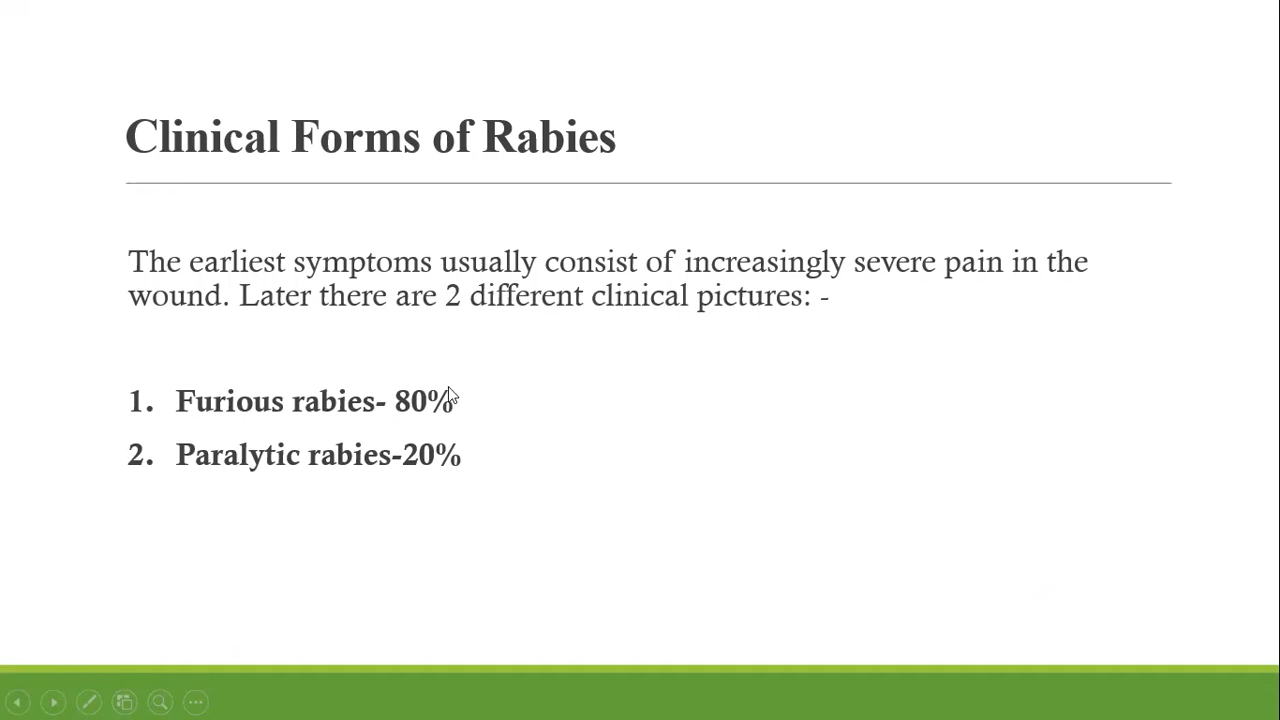 Clinical Forms of Rabies
The earliest symptoms usually consist of increasingly severe pain in the
wound. Later there are 2 different clinical pictures: -
1. Furious rabies- 80%
2. Paralytic rabies-20%